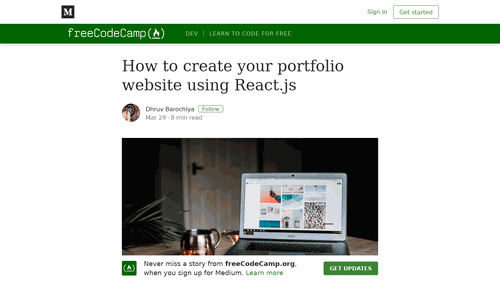 M
Sign in
Get started
freeCodeCamp
DEV
LEARN TO CODE FOR FREE
How to create your portfolio
website using React.js
Dhruv Barochiya
Follow
Mar 29 · 8 min read
Never miss a story from freeCodeCamp.org,
when you sign up for Medium. Learn more
GET UPDATES